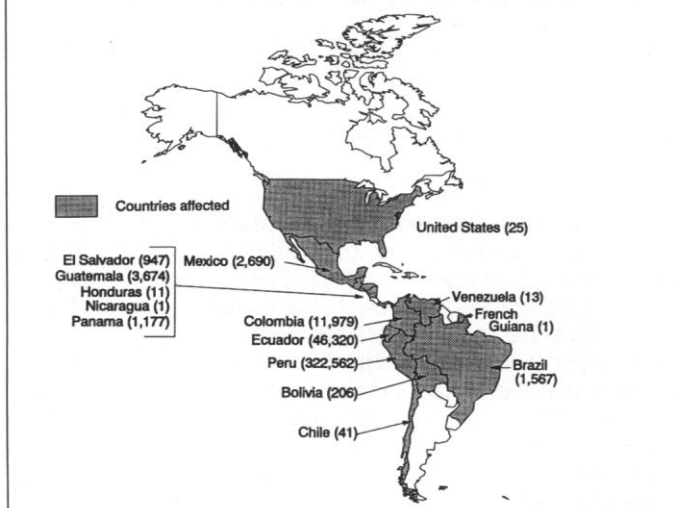 Countries affected
United States (25)
El Salvador (947)
Guatemala (3,674)
Honduras (11)
Nicaragua (1)
Panama (1,177)
Mexico (2,690)
Venezuela (13)
French
Guiana (1)
Colombia (11,979)
Ecuador (46,320)
Peru (322,562)
Brazil
(1,567)
Bolivia (206)
Chile (41)